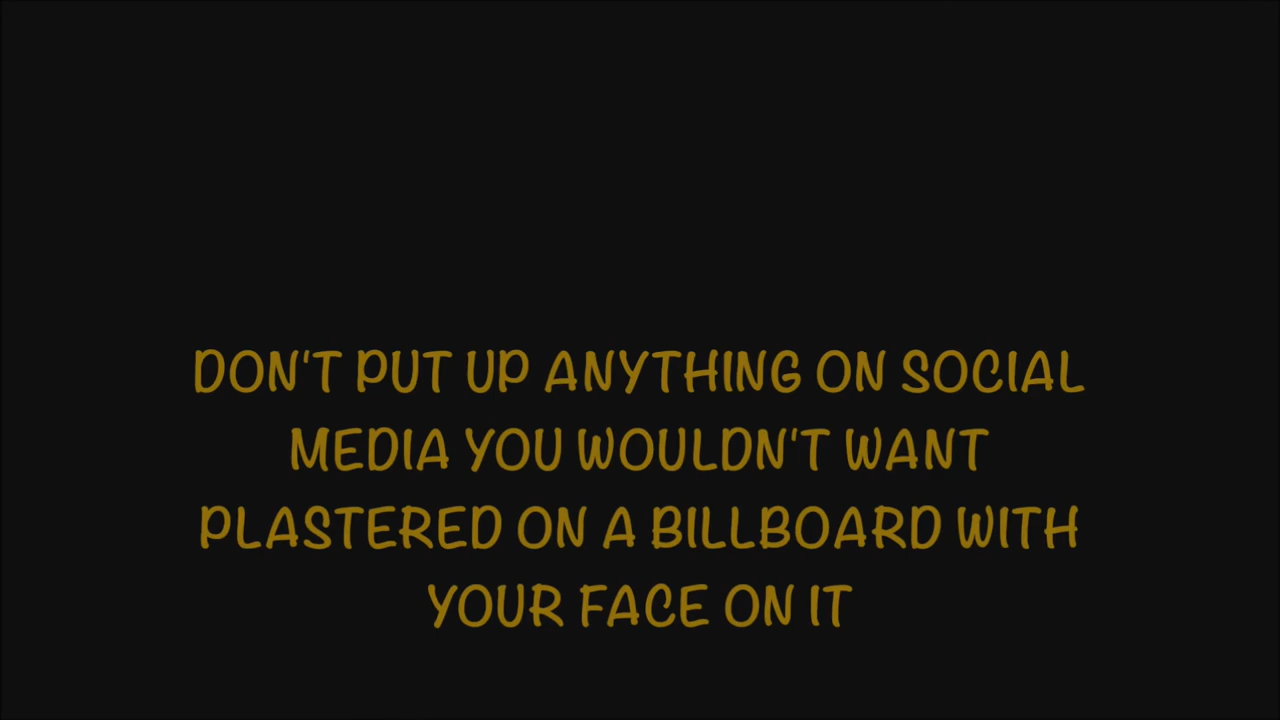 DON'T PUT UP ANYTHING ON SOCIAL
MEDIA YOU WOULDN'T WANT
PLASTERED ON A BILLBOARD WITH
YOUR FACE ON IT